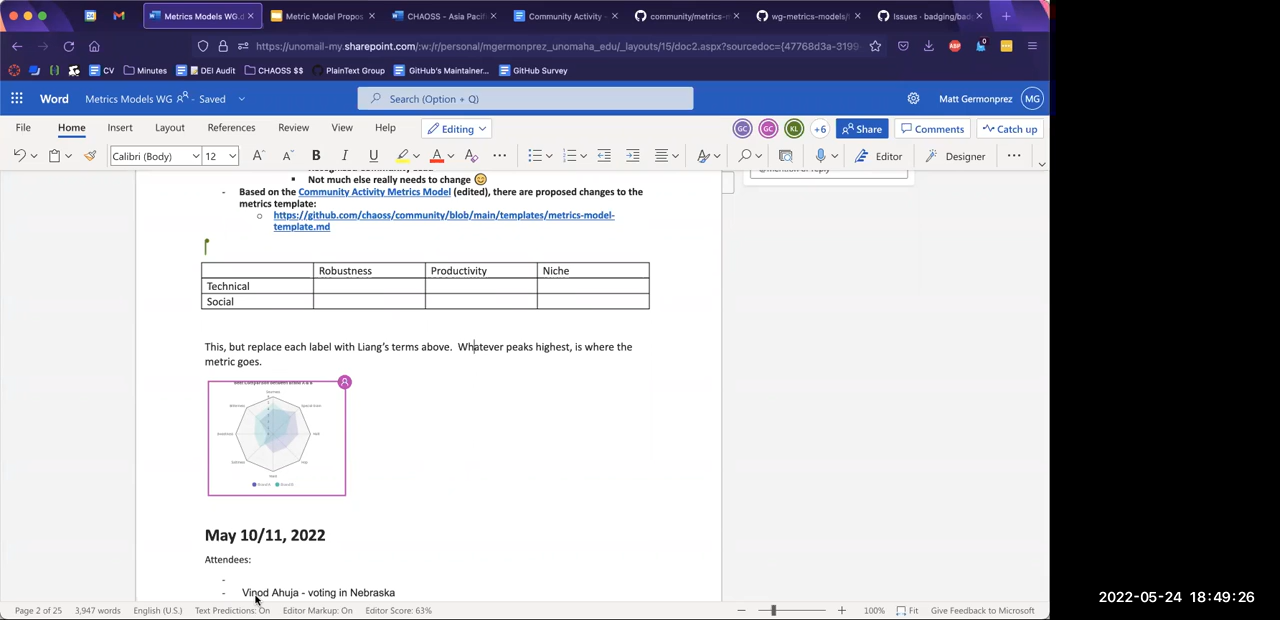 Metrics Models WG.d
Metric Model Propos
CHAOSS - Asia Pacif
Community Activity -
community/metrics-m
wg-metrics-models/
Issues · badging/bad
https://unomail-my.sharepoint.com/:w:/r/personal/mgermonprez_unomaha_edu/_layouts/15/doc2.aspx?sourcedoc={47768d3a-3199
ABP
CV
Minutes
DEI Audit
CHAOSS $$
PlainText Group
GitHub's Maintainer...
GitHub Survey
Word
Metrics Models WG
- Saved
Search (Option + Q)
Matt Germonprez
MG
File
Home
Insert
Layout
References
Review
View
Help
Editing
GC
GC
KL
+6
Share
Comments
Catch up
Calibri (Body)
12
Editor
Designer
Not much else really needs to change 😊
- Based on the Community Activity Metrics Model (edited), there are proposed changes to the
metrics template:
https://github.com/chaoss/community/blob/main/templates/metrics-model-
template.md
Robustness
Productivity
Niche
Technical
Social
This, but replace each label with Liang's terms above. Whatever peaks highest, is where the
metric goes.
May 10/11, 2022
Attendees:
-
- Vinod Ahuja - voting in Nebraska
Page 2 of 25
3,947 words
English (U.S.)
Text Predictions: On
Editor Markup: On
Editor Score: 63%
100%
Fit
Give Feedback to Microsoft
2022-05-24 18:49:26